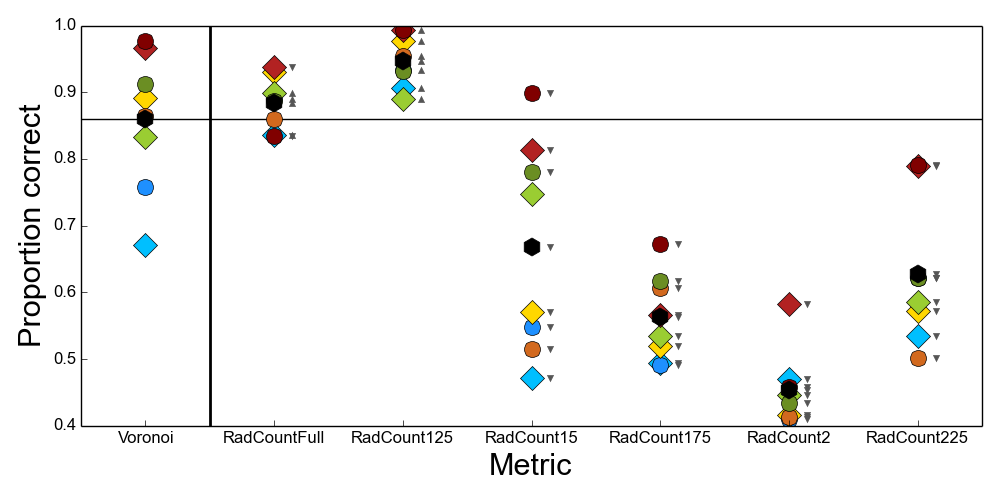 Proportion correct
1.0
0.9
0.8
0.7
0.6
0.5
0.4
Voronoi RadCountFull RadCount125 RadCount15 RadCount175 RadCount2 RadCount225
Metric